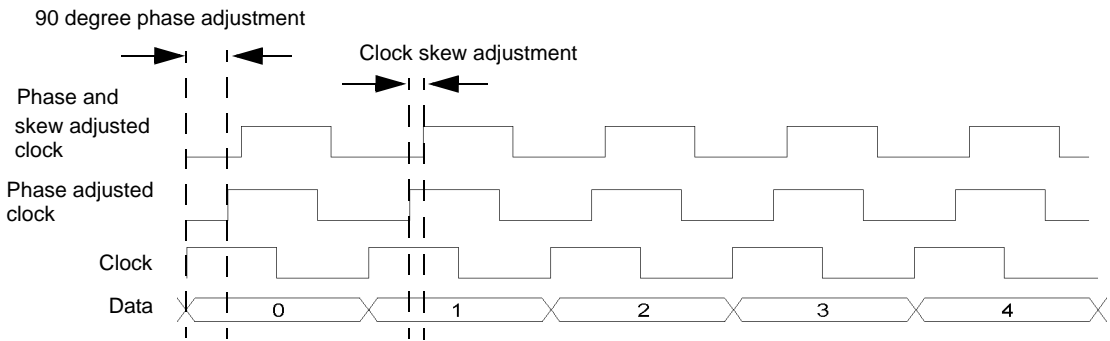 90 degree phase adjustment
Clock skew adjustment
Phase and
skew adjusted
clock
Phase adjusted
clock
Clock
Data
0 1 2 3 4